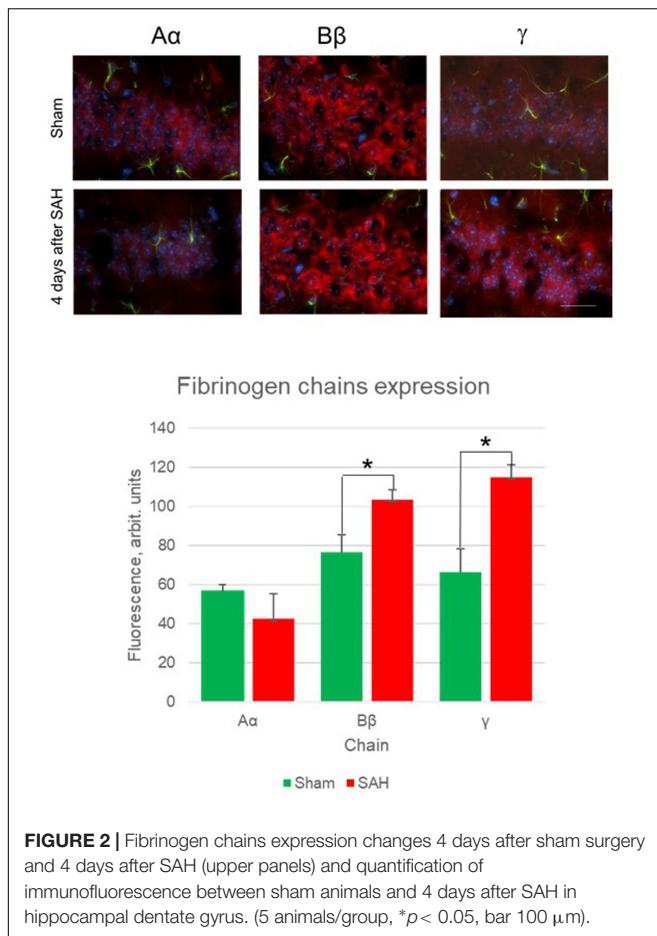 Aα Bβ γ
Sham
4 days after SAH
Fibrinogen chains expression
140
120
100
80
60
40
20
0
Fluorescence, arbit. units
* *
Aα Bβ γ
Chain
Sham SAH
FIGURE 2 | Fibrinogen chains expression changes 4 days after sham surgery
and 4 days after SAH (upper panels) and quantification of
immunofluorescence between sham animals and 4 days after SAH in
hippocampal dentate gyrus. (5 animals/group, *p< 0.05, bar 100 μm).